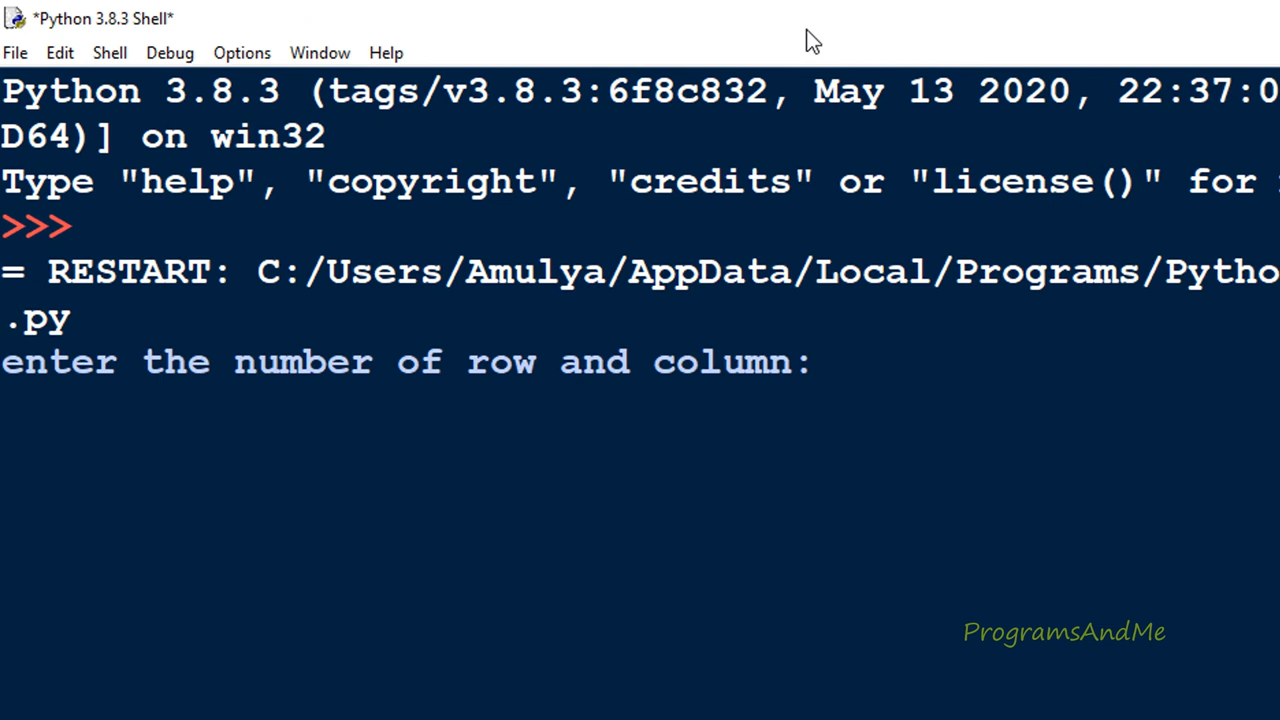 *Python 3.8.3 Shell*
File Edit Shell Debug Options Window Help
Python 3.8.3 (tags/v3.8.3:6f8c832, May 13 2020, 22:37:0
D64)] on win32
Type "help", "copyright", "credits" or "license()" for
>>>
= RESTART: C:/Users/Amulya/AppData/Local/Programs/Pytho
.py
enter the number of row and column:
ProgramsAndMe